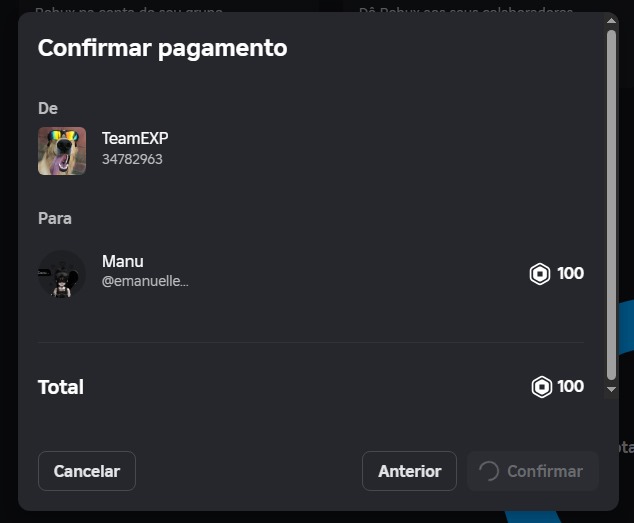 Robux na conta do seu grupo
Dê Robux aos seus colaboradores
Confirmar pagamento
De
TeamEXP
34782963
Para
Manu
@emanuelle...
100
Total
100
Cancelar
Anterior
Confirmar